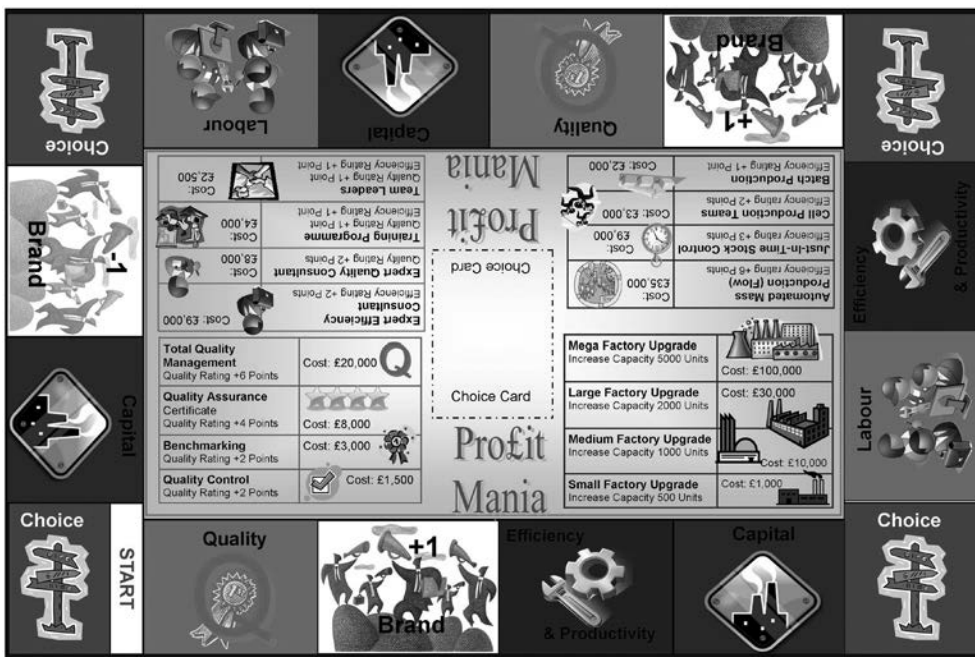 Choice
Labour
Capital
Quality
Brand
+1
Choice
Brand
-1
Capital
Choice
START
Quality
+1
Brand
Efficiency
& Productivity
Capital
Choice
Labour
Efficiency
& Productivity
Expert Efficiency
Consultant
Efficiency Rating +2 Points
Cost: £9,000
Expert Quality Consultant
Quality Rating +2 Points
Cost:
£8,000
Training Programme
Quality Rating +1 Point
Efficiency Rating +1 Point
Cost:
£4,000
Team Leaders
Quality Rating +1 Point
Efficiency Rating +1 Point
Cost:
£2,500
Pro£it
Mania
Choice Card
Automated Mass
Production (Flow)
Efficiency rating +6 Points
Cost:
£35,000
Just-In-Time Stock Control
Efficiency Rating +3 Points
Cost:
£9,000
Cell Production Teams
Efficiency Rating +2 Points
Cost: £3,000
Batch Production
Efficiency Rating +1 Point
Cost: £2,000
Total Quality
Management
Quality Rating +6 Points
Cost: £20,000
Q
Quality Assurance
Certificate
Quality Rating +4 Points
Cost: £8,000
Benchmarking
Quality Rating +2 Points
Cost: £3,000
Quality Control
Quality Rating +2 Points
Cost: £1,500
Choice Card
Pro£it
Mania
Mega Factory Upgrade
Increase Capacity 5000 Units
Cost: £100,000
Large Factory Upgrade
Increase Capacity 2000 Units
Cost: £30,000
Medium Factory Upgrade
Increase Capacity 1000 Units
Cost: £10,000
Small Factory Upgrade
Increase Capacity 500 Units
Cost: £1,000